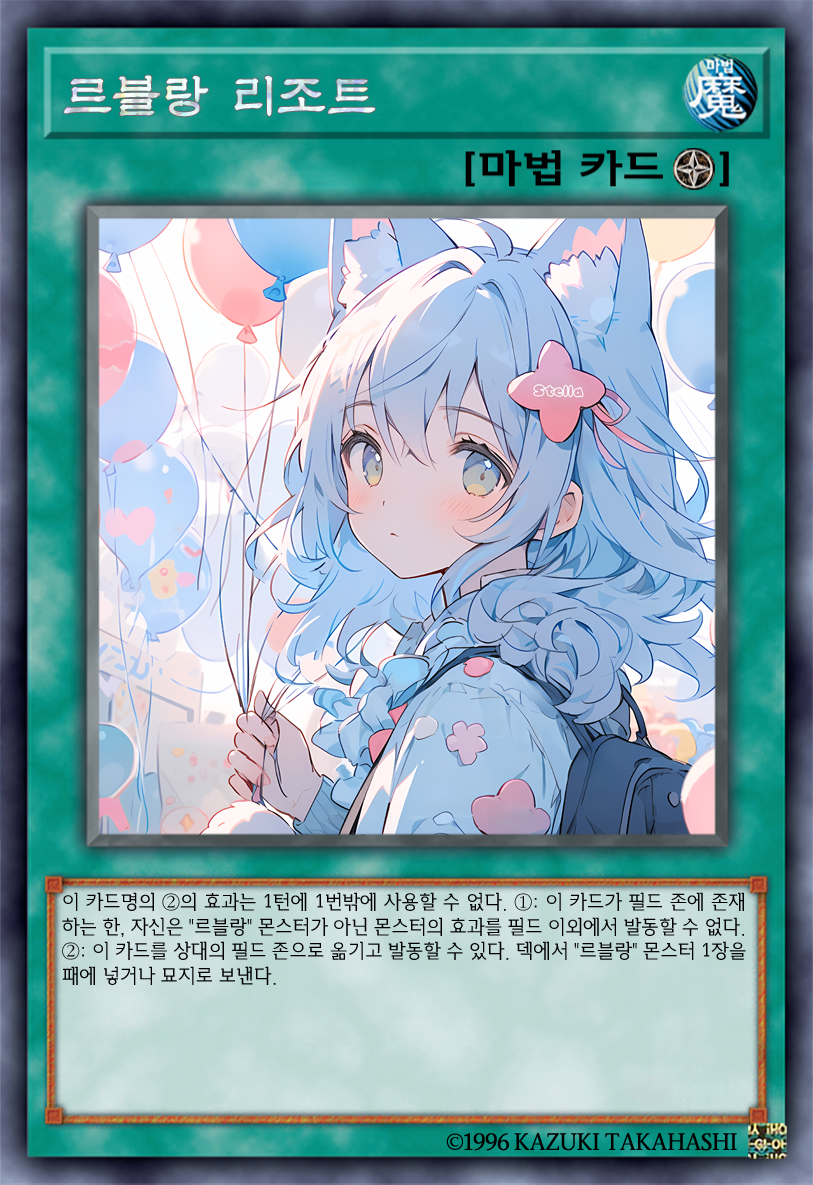 르블랑 리조트
마법
魔
[마법 카드]
Stella
이 카드명의 ②의 효과는 1턴에 1번밖에 사용할 수 없다. ①: 이 카드가 필드 존에 존재
하는 한, 자신은 "르블랑" 몬스터가 아닌 몬스터의 효과를 필드 이외에서 발동할 수 없다.
②: 이 카드를 상대의 필드 존으로 옮기고 발동할 수 있다. 덱에서 "르블랑" 몬스터 1장을
패에 넣거나 묘지로 보낸다.
©1996 KAZUKI TAKAHASHI